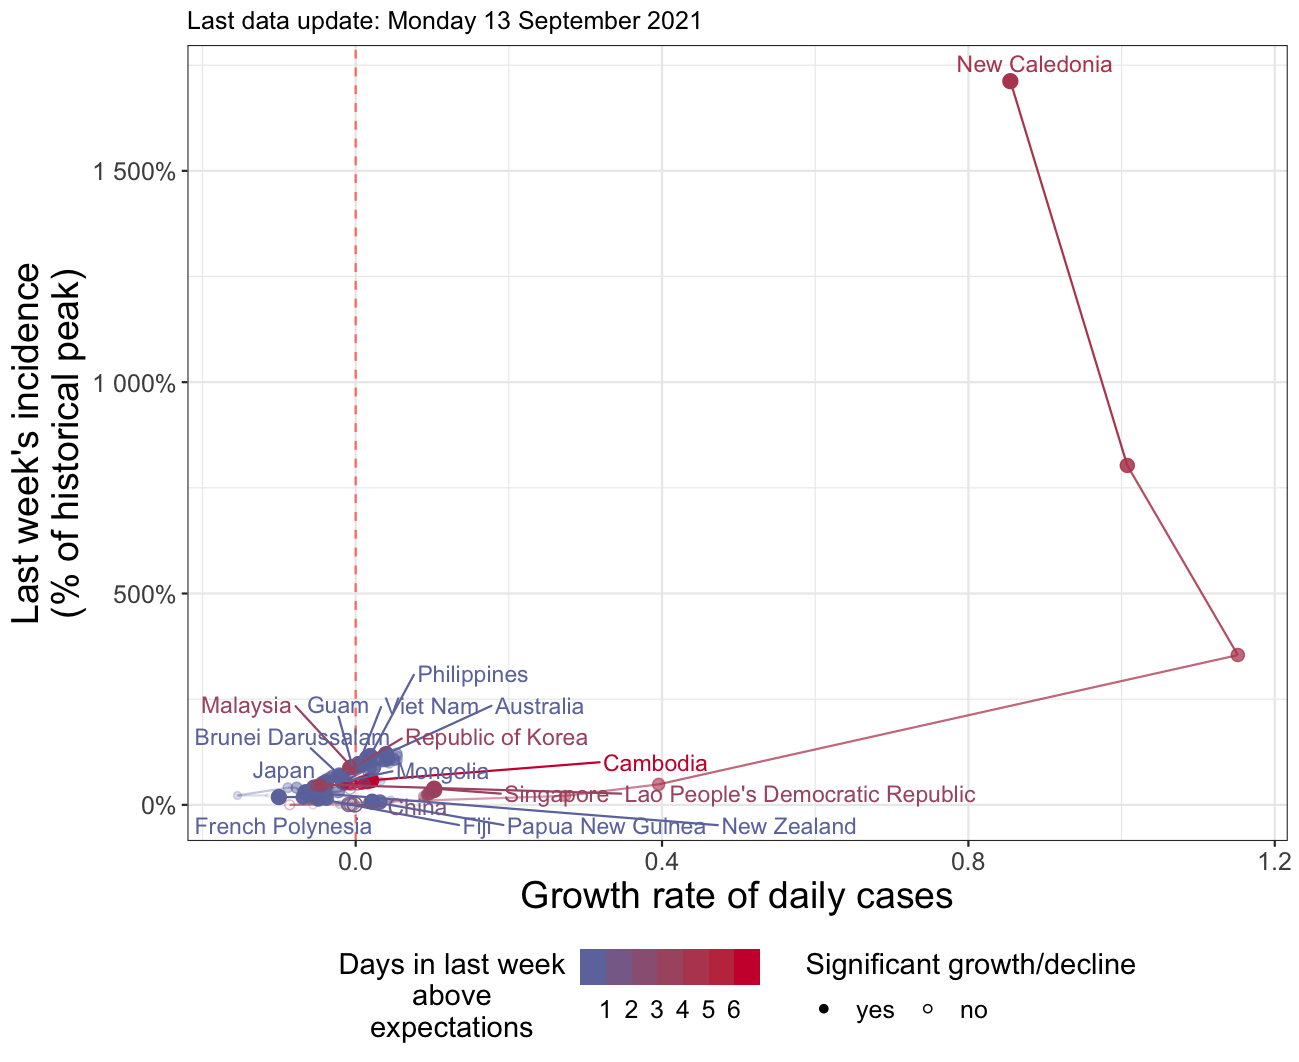 Last data update: Monday 13 September 2021
New Caledonia
1 500%
1 000%
500%
0%
Last week's incidence
(% of historical peak)
Philippines
Malaysia
Guam
Viet Nam
Australia
Brunei Darussalam
Republic of Korea
Japan
Mongolia
Cambodia
Singapore
Lao People's Democratic Republic
China
French Polynesia
Fiji
Papua New Guinea
New Zealand
0.0
0.4
0.8
1.2
Growth rate of daily cases
Days in last week
above
expectations
1 2 3 4 5 6
Significant growth/decline
yes
no